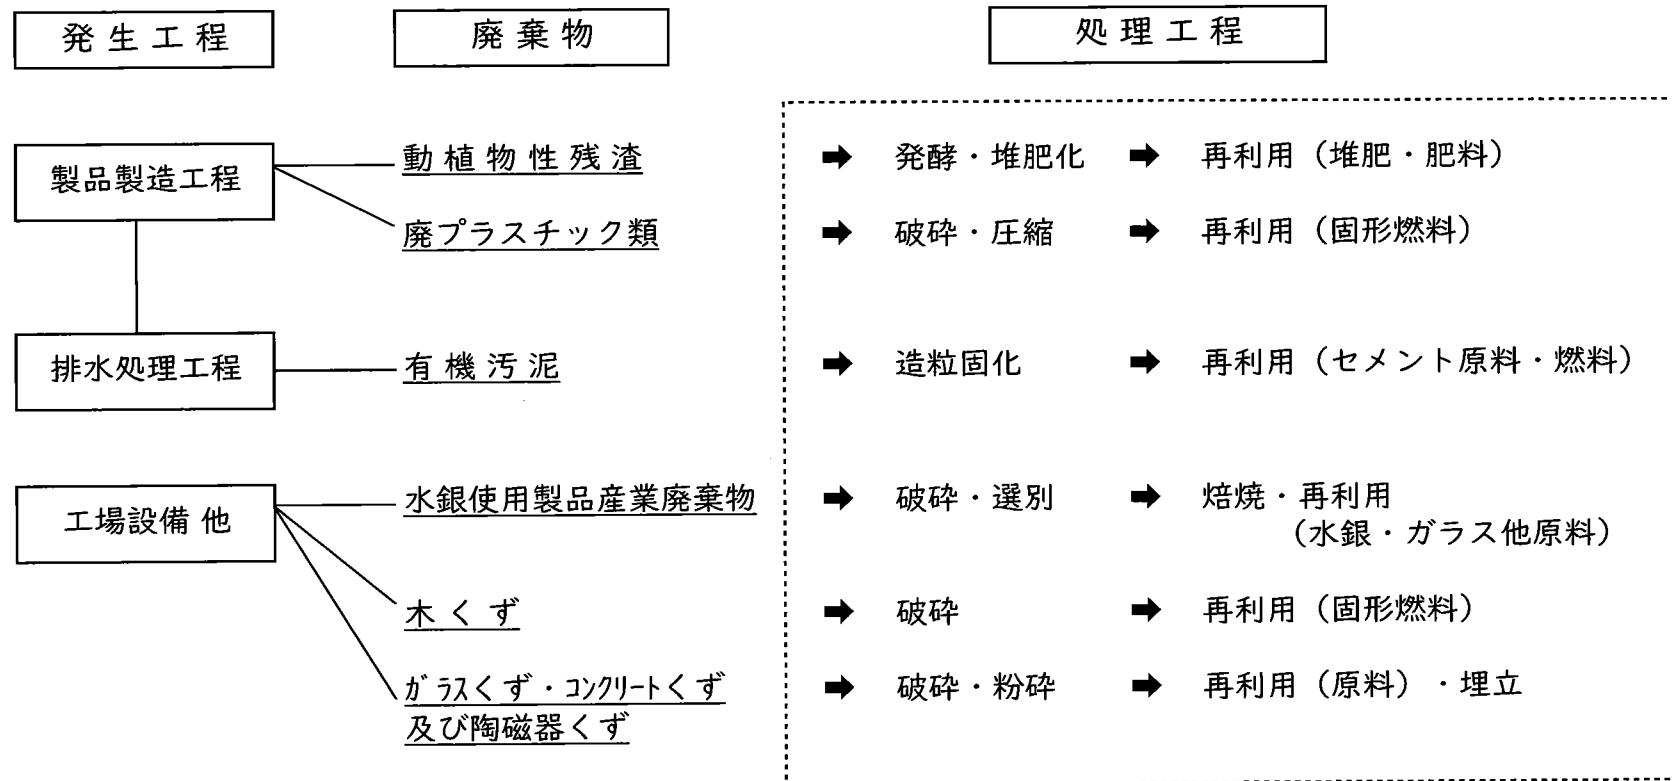 発生工程
廃棄物
処理工程
製品製造工程
動植物性残渣
➡ 発酵・堆肥化 ➡ 再利用（堆肥・肥料）
廃プラスチック類
➡ 破砕・圧縮 ➡ 再利用（固形燃料）
排水処理工程
有機汚泥
➡ 造粒固化 ➡ 再利用（セメント原料・燃料）
工場設備 他
水銀使用製品産業廃棄物
➡ 破砕・選別 ➡ 焙焼・再利用
（水銀・ガラス他原料）
木くず
➡ 破砕 ➡ 再利用（固形燃料）
ガラスくず・コンクリートくず
及び陶磁器くず
➡ 破砕・粉砕 ➡ 再利用（原料）・埋立